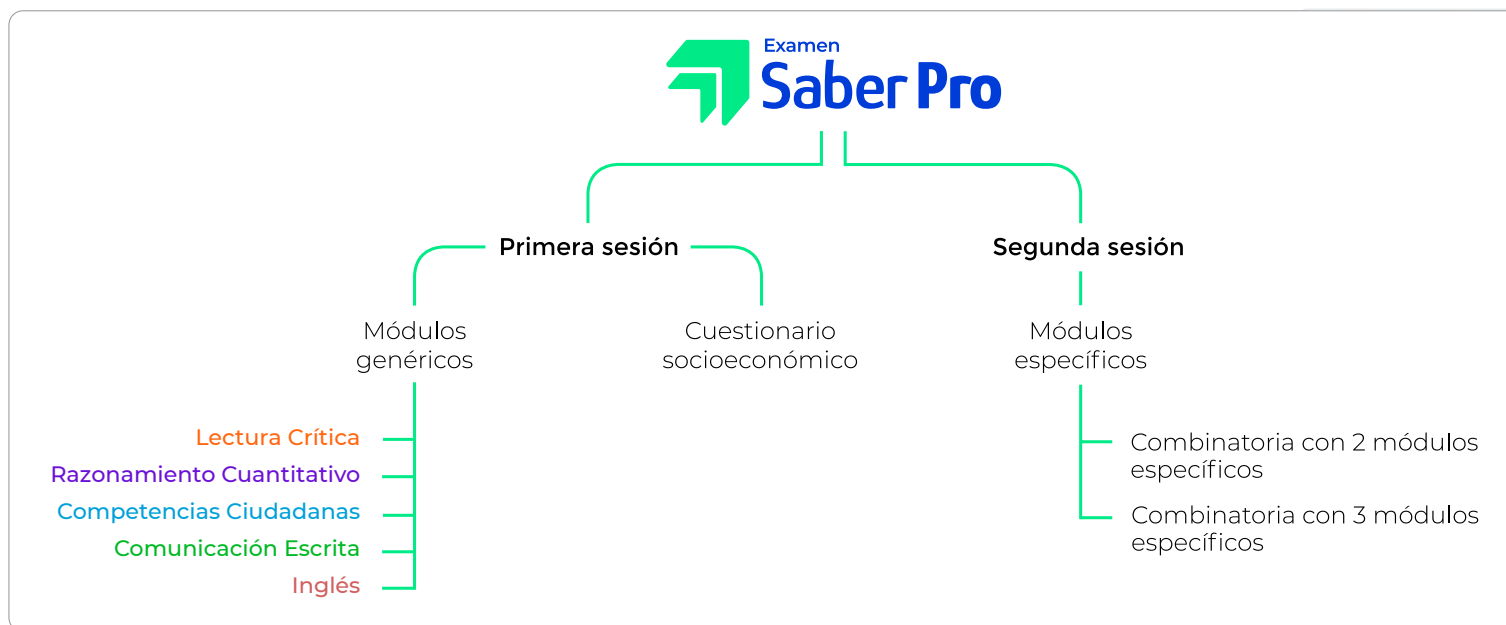 Examen
Saber Pro
Primera sesión
Segunda sesión
Módulos
genéricos
Cuestionario
socioeconómico
Módulos
específicos
Lectura Crítica
Razonamiento Cuantitativo
Competencias Ciudadanas
Comunicación Escrita
Inglés
Combinatoria con 2 módulos
específicos
Combinatoria con 3 módulos
específicos